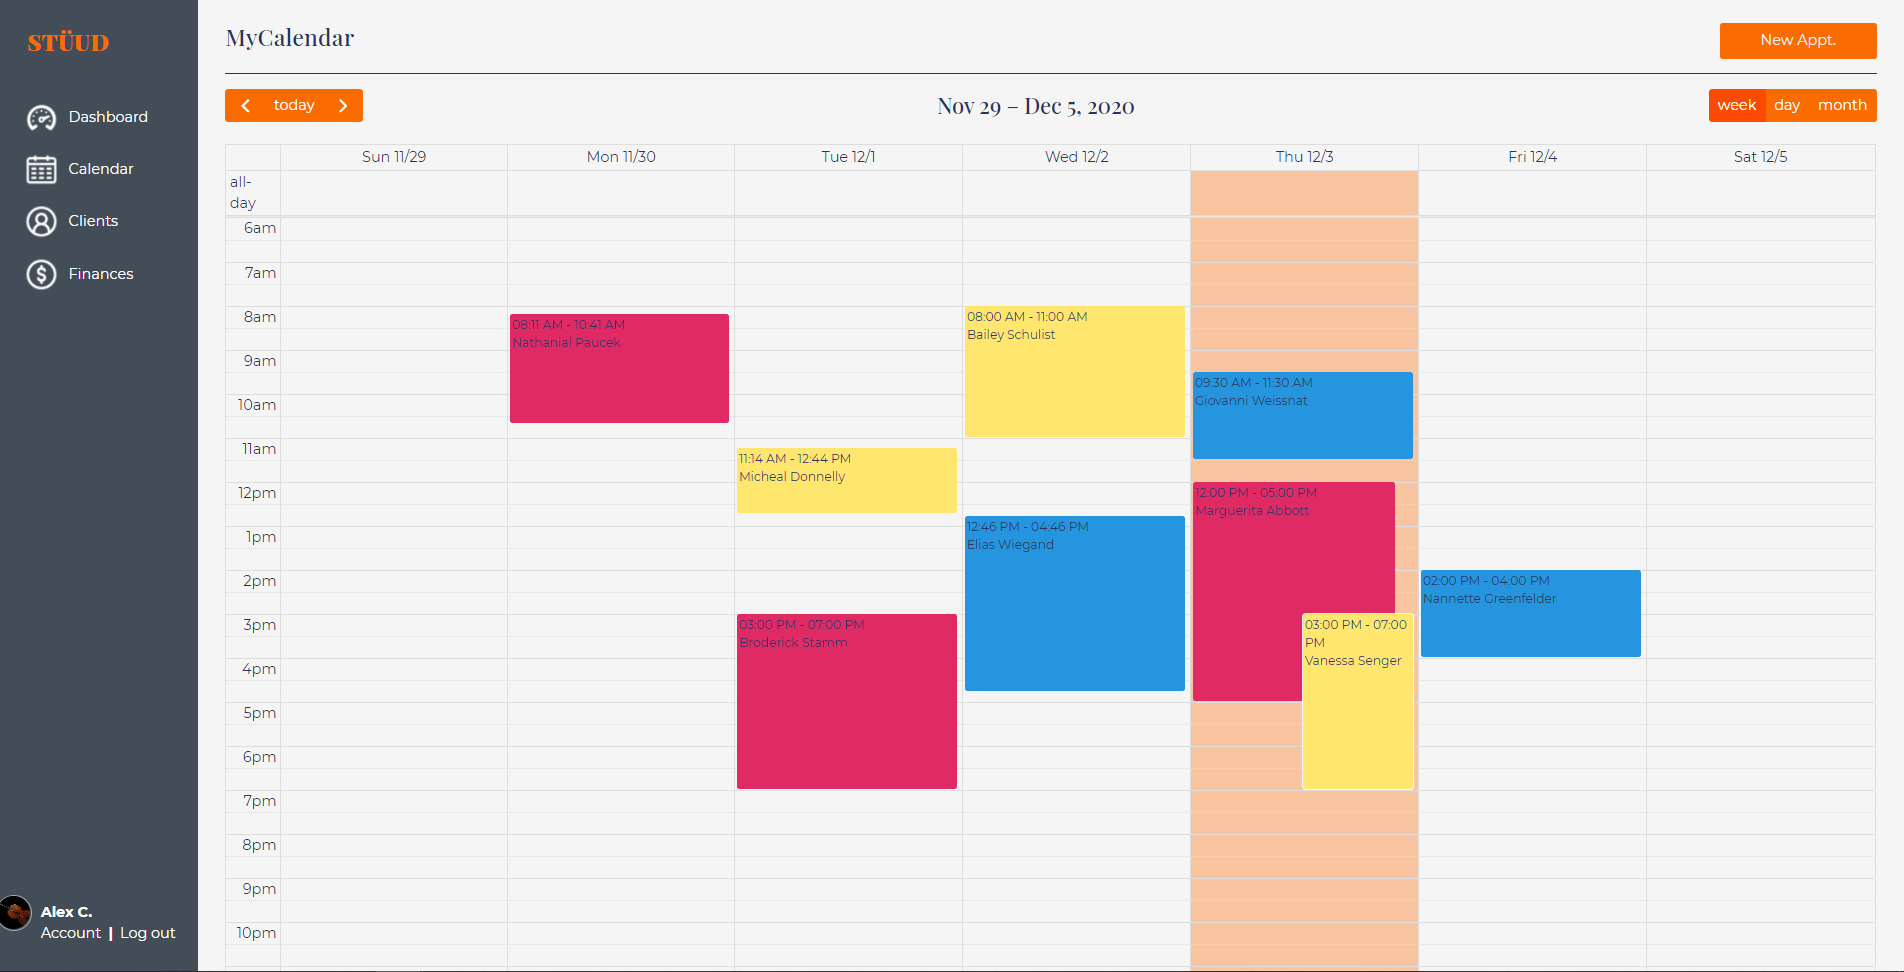 STÜUD
Dashboard
Calendar
Clients
Finances
Alex C.
Account | Log out
MyCalendar
New Appt.
today
Nov 29 – Dec 5, 2020
week day month
Sun 11/29 Mon 11/30 Tue 12/1 Wed 12/2 Thu 12/3 Fri 12/4 Sat 12/5
all-
day
6am
7am
8am
9am
10am
11am
12pm
1pm
2pm
3pm
4pm
5pm
6pm
7pm
8pm
9pm
10pm
08:11 AM - 10:41 AM
Nathanial Paucek
11:14 AM - 12:44 PM
Micheal Donnelly
03:00 PM - 07:00 PM
Broderick Stamm
08:00 AM - 11:00 AM
Bailey Schulist
12:46 PM - 04:46 PM
Elias Wiegand
09:30 AM - 11:30 AM
Giovanni Weissnat
12:00 PM - 05:00 PM
Marguerita Abbott
03:00 PM - 07:00
PM
Vanessa Senger
02:00 PM - 04:00 PM
Nannette Greenfelder